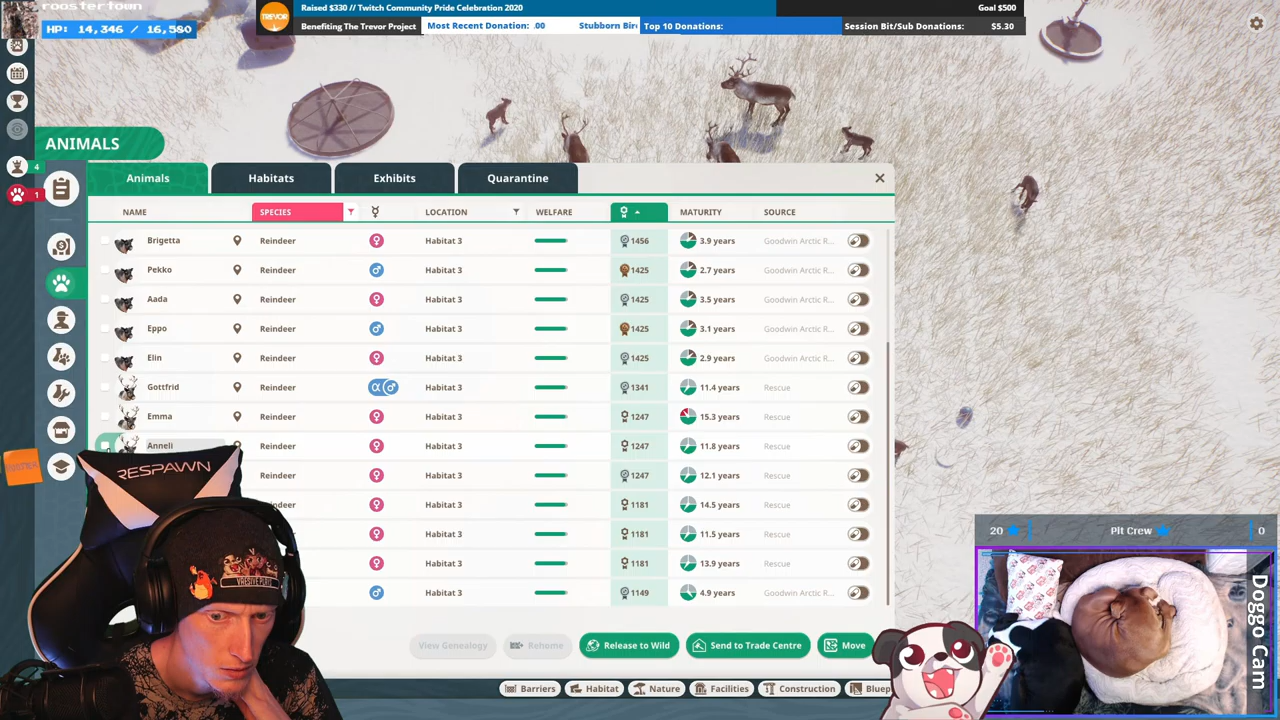 roostertown
HP: 14,346 / 16,580
Raised $330 // Twitch Community Pride Celebration 2020
Goal $500
TREVOR
Benefiting The Trevor Project
Most Recent Donation: .00
Stubborn Bir
Top 10 Donations:
Session Bit/Sub Donations:
$5.30
4
1
ANIMALS
Animals
Habitats
Exhibits
Quarantine
NAME
SPECIES
LOCATION
WELFARE
MATURITY
SOURCE
Brigetta Reindeer Habitat 3 1456 3.9 years Goodwin Arctic R...
Pekko Reindeer Habitat 3 1425 2.7 years Goodwin Arctic R...
Aada Reindeer Habitat 3 1425 3.5 years Goodwin Arctic R...
Eppo Reindeer Habitat 3 1425 3.1 years Goodwin Arctic R...
Elin Reindeer Habitat 3 1425 2.9 years Goodwin Arctic R...
Gottfrid Reindeer α Habitat 3 1341 11.4 years Rescue
Emma Reindeer Habitat 3 1247 15.3 years Rescue
Anneli Reindeer Habitat 3 1247 11.8 years Rescue
Reindeer Habitat 3 1247 12.1 years Rescue
indeer Habitat 3 1181 14.5 years Rescue
Habitat 3 1181 11.5 years Rescue
Habitat 3 1181 13.9 years Rescue
Habitat 3 1149 4.9 years Goodwin Arctic R...
View Genealogy
Rehome
Release to Wild
Send to Trade Centre
Move
Barriers
Habitat
Nature
Facilities
Construction
Bluep
RESPAWN
20
Pit Crew
0
Doggo Cam